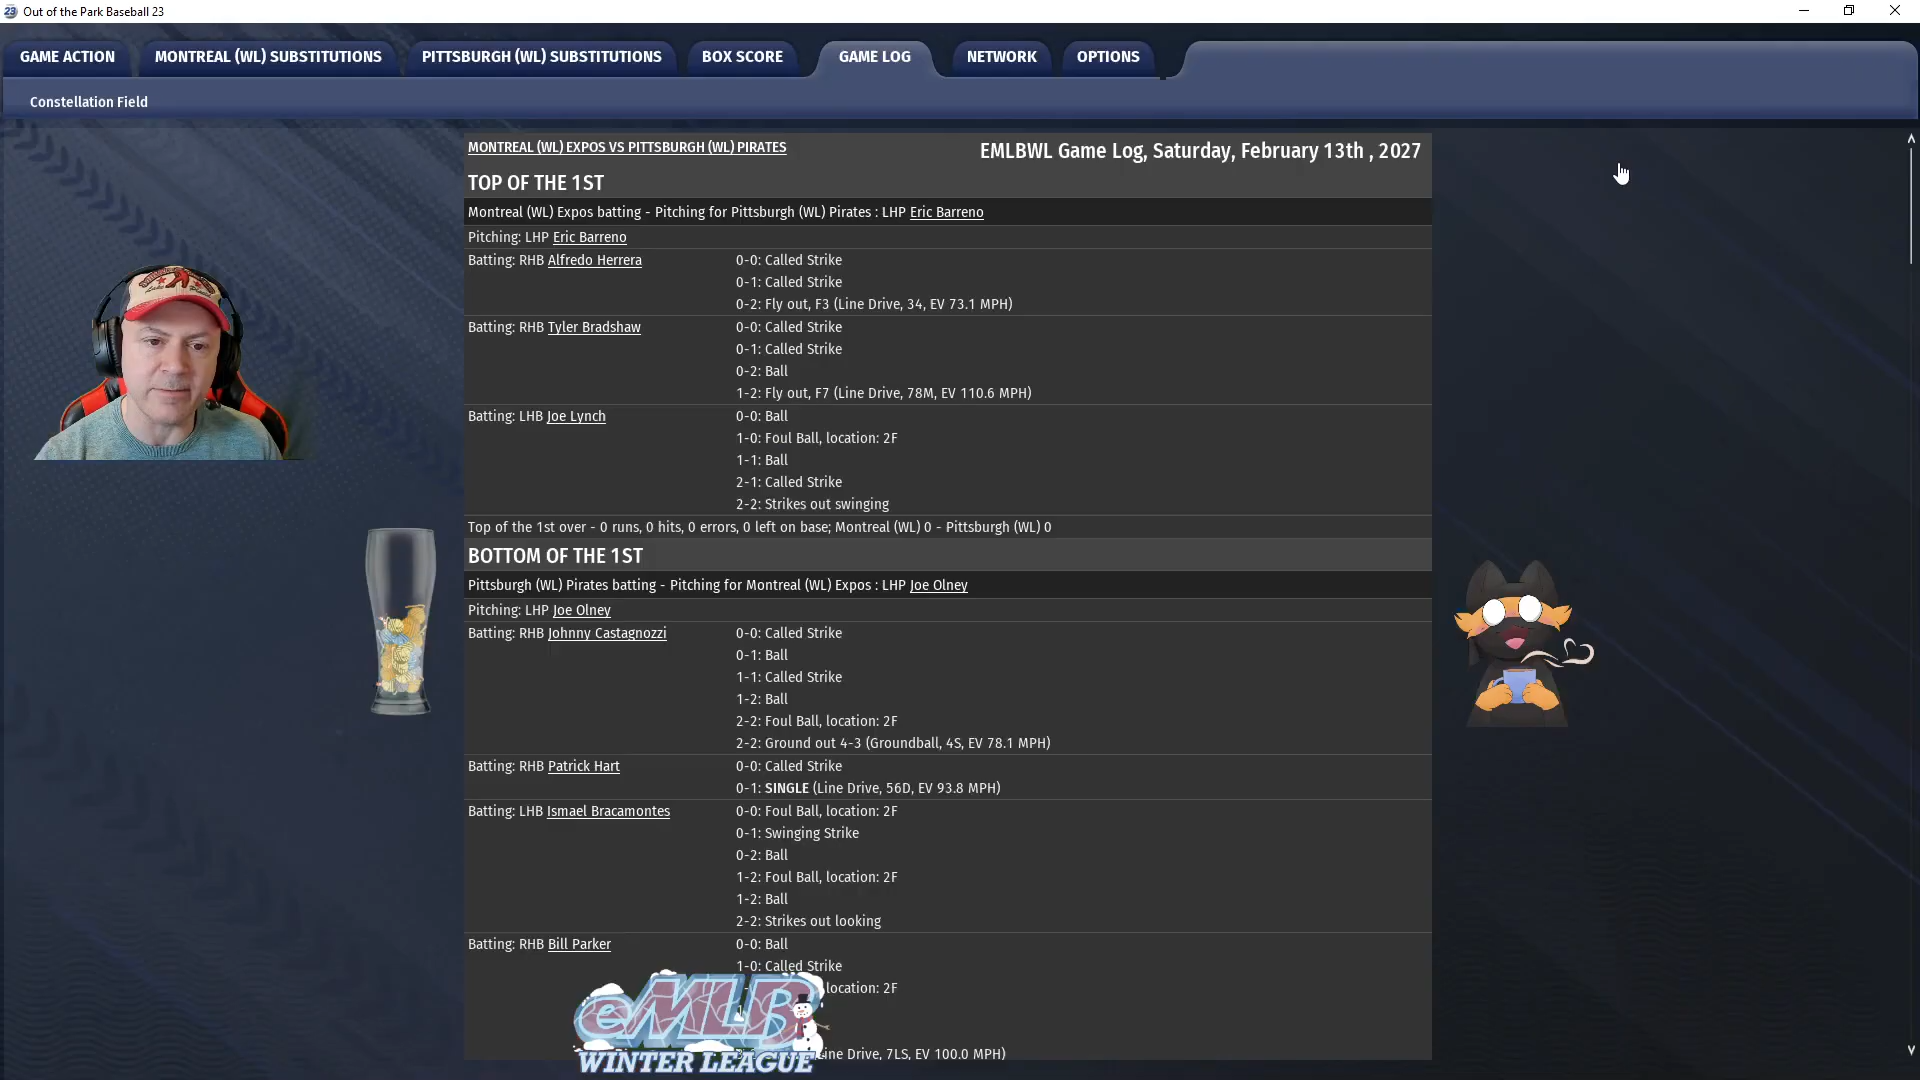 Out of the Park Baseball 23
GAME ACTION
MONTREAL (WL) SUBSTITUTIONS
PITTSBURGH (WL) SUBSTITUTIONS
BOX SCORE
GAME LOG
NETWORK
OPTIONS
Constellation Field
MONTREAL (WL) EXPOS VS PITTSBURGH (WL) PIRATES
EMLBWL Game Log, Saturday, February 13th , 2027
TOP OF THE 1ST
Montreal (WL) Expos batting - Pitching for Pittsburgh (WL) Pirates : LHP Eric Barreno
Pitching: LHP Eric Barreno
Batting: RHB Alfredo Herrera 0-0: Called Strike
0-1: Called Strike
0-2: Fly out, F3 (Line Drive, 34, EV 73.1 MPH)
Batting: RHB Tyler Bradshaw 0-0: Called Strike
0-1: Called Strike
0-2: Ball
1-2: Fly out, F7 (Line Drive, 78M, EV 110.6 MPH)
Batting: LHB Joe Lynch 0-0: Ball
1-0: Foul Ball, location: 2F
1-1: Ball
2-1: Called Strike
2-2: Strikes out swinging
Top of the 1st over - 0 runs, 0 hits, 0 errors, 0 left on base; Montreal (WL) 0 - Pittsburgh (WL) 0
BOTTOM OF THE 1ST
Pittsburgh (WL) Pirates batting - Pitching for Montreal (WL) Expos : LHP Joe Olney
Pitching: LHP Joe Olney
Batting: RHB Johnny Castagnozzi 0-0: Called Strike
0-1: Ball
1-1: Called Strike
1-2: Ball
2-2: Foul Ball, location: 2F
2-2: Ground out 4-3 (Groundball, 4S, EV 78.1 MPH)
Batting: RHB Patrick Hart 0-0: Called Strike
0-1: SINGLE (Line Drive, 56D, EV 93.8 MPH)
Batting: LHB Ismael Bracamontes 0-0: Foul Ball, location: 2F
0-1: Swinging Strike
0-2: Ball
1-2: Foul Ball, location: 2F
1-2: Ball
2-2: Strikes out looking
Batting: RHB Bill Parker 0-0: Ball
1-0: Called Strike
location: 2F
Line Drive, 7LS, EV 100.0 MPH)
eMLB
WINTER LEAGUE